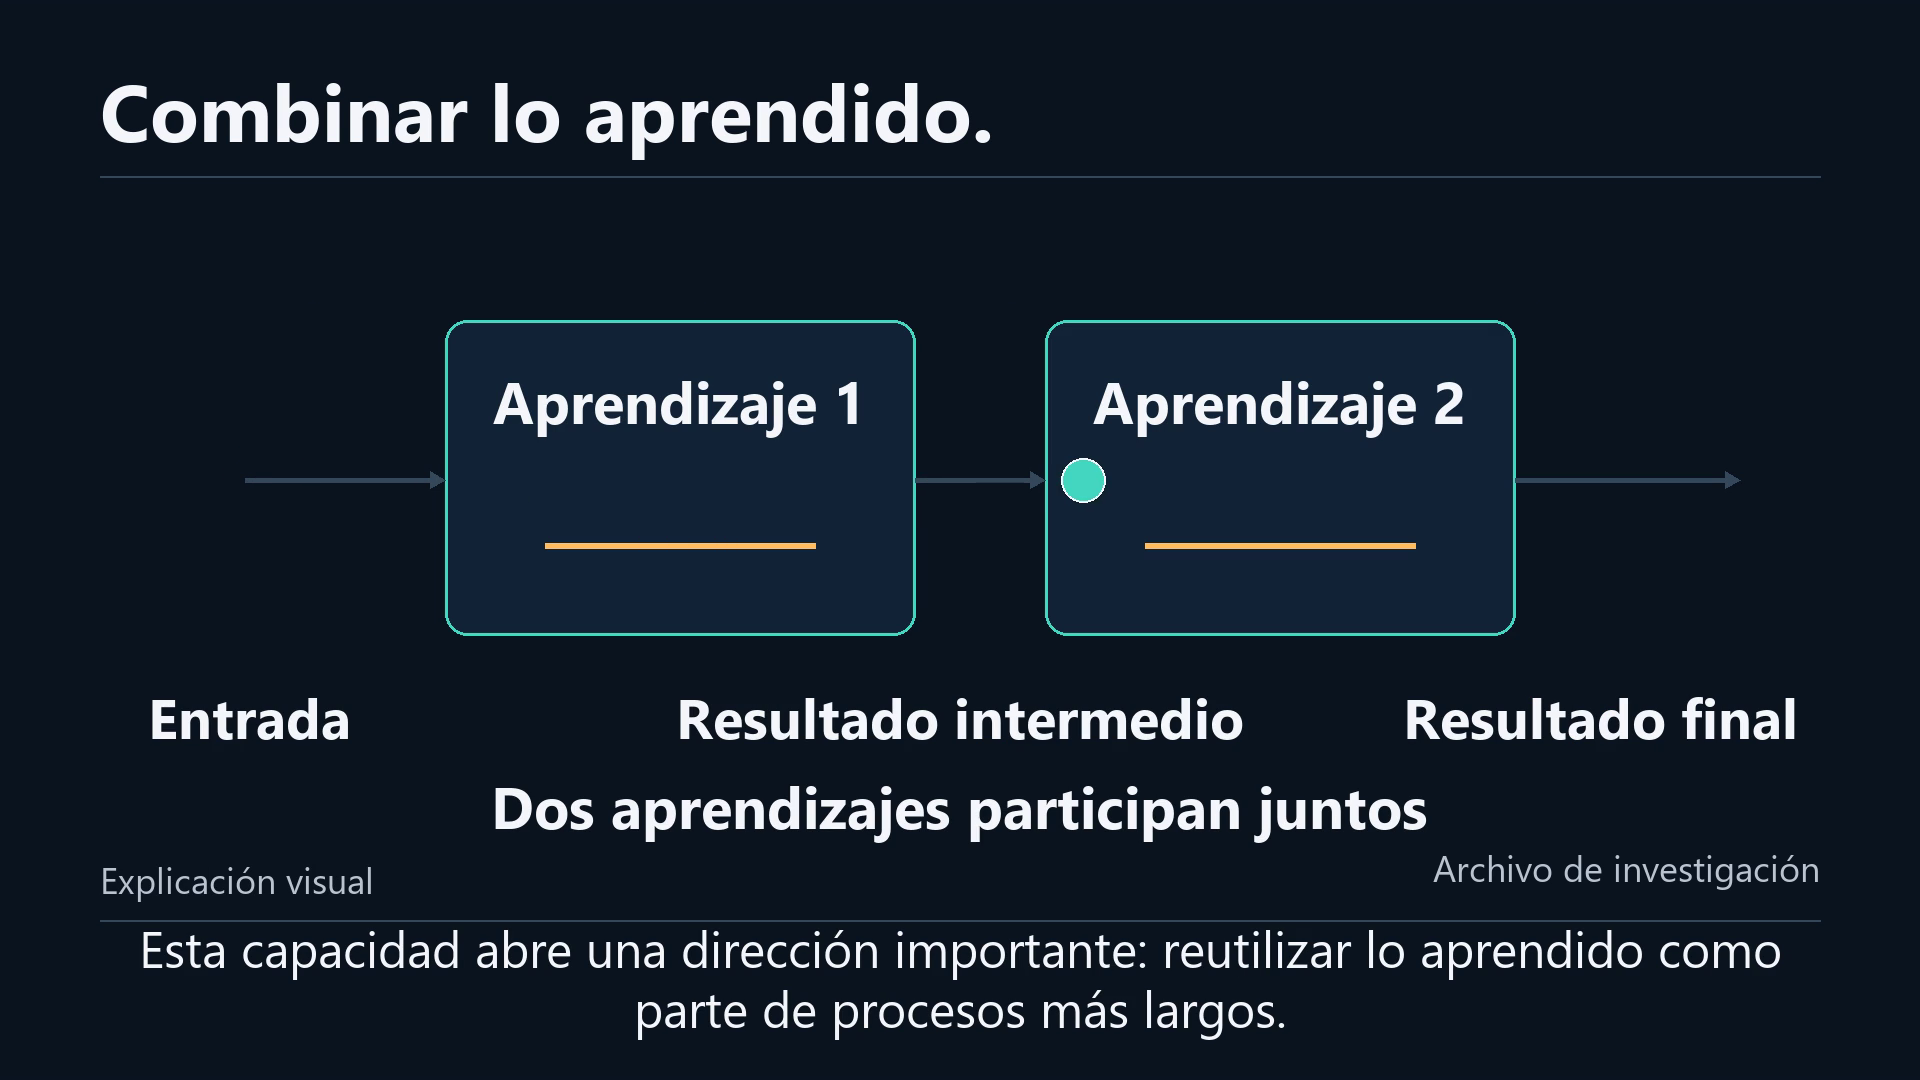 Combinar lo aprendido.
Aprendizaje 1
Aprendizaje 2
Entrada
Resultado intermedio
Resultado final
Dos aprendizajes participan juntos
Explicación visual
Archivo de investigación
Esta capacidad abre una dirección importante: reutilizar lo aprendido como
parte de procesos más largos.